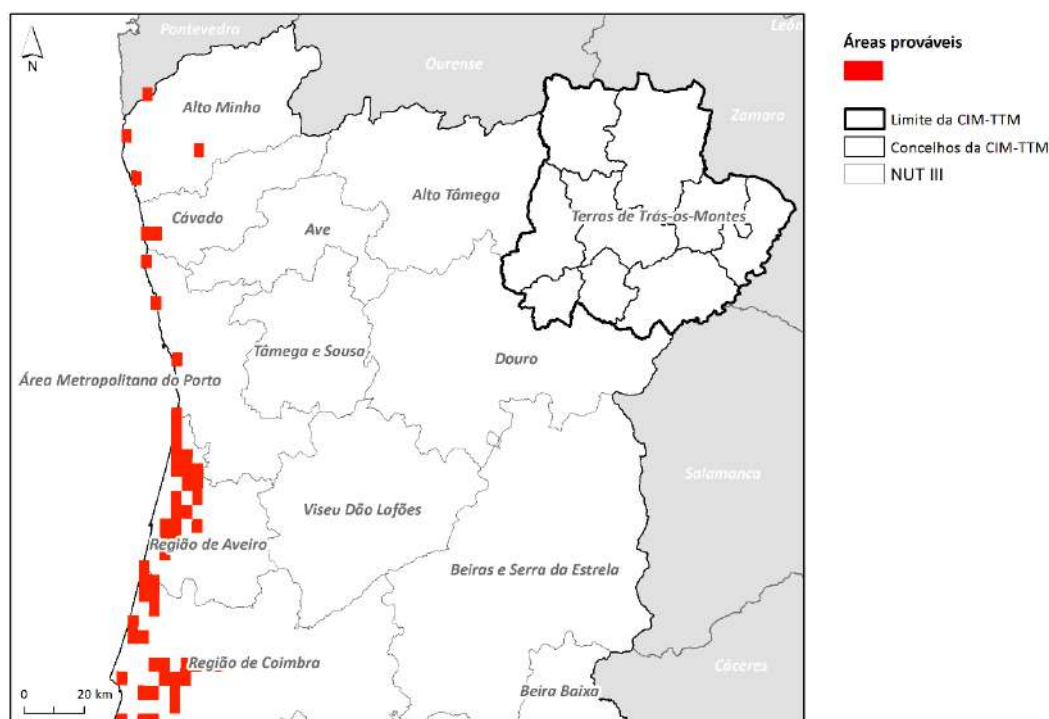 Pontevedra
León
N
Ourense
Alto Minho
Zamora
Alto Tâmega
Terras de Trás-os-Montes
Cávado
Ave
Tâmega e Sousa
Douro
Área Metropolitana do Porto
Salamanca
Viseu Dão Lafões
Região de Aveiro
Beiras e Serra da Estrela
Região de Coimbra
Cáceres
Beira Baixa
0 20 km
Áreas prováveis
Limite da CIM-TTM
Concelhos da CIM-TTM
NUT III